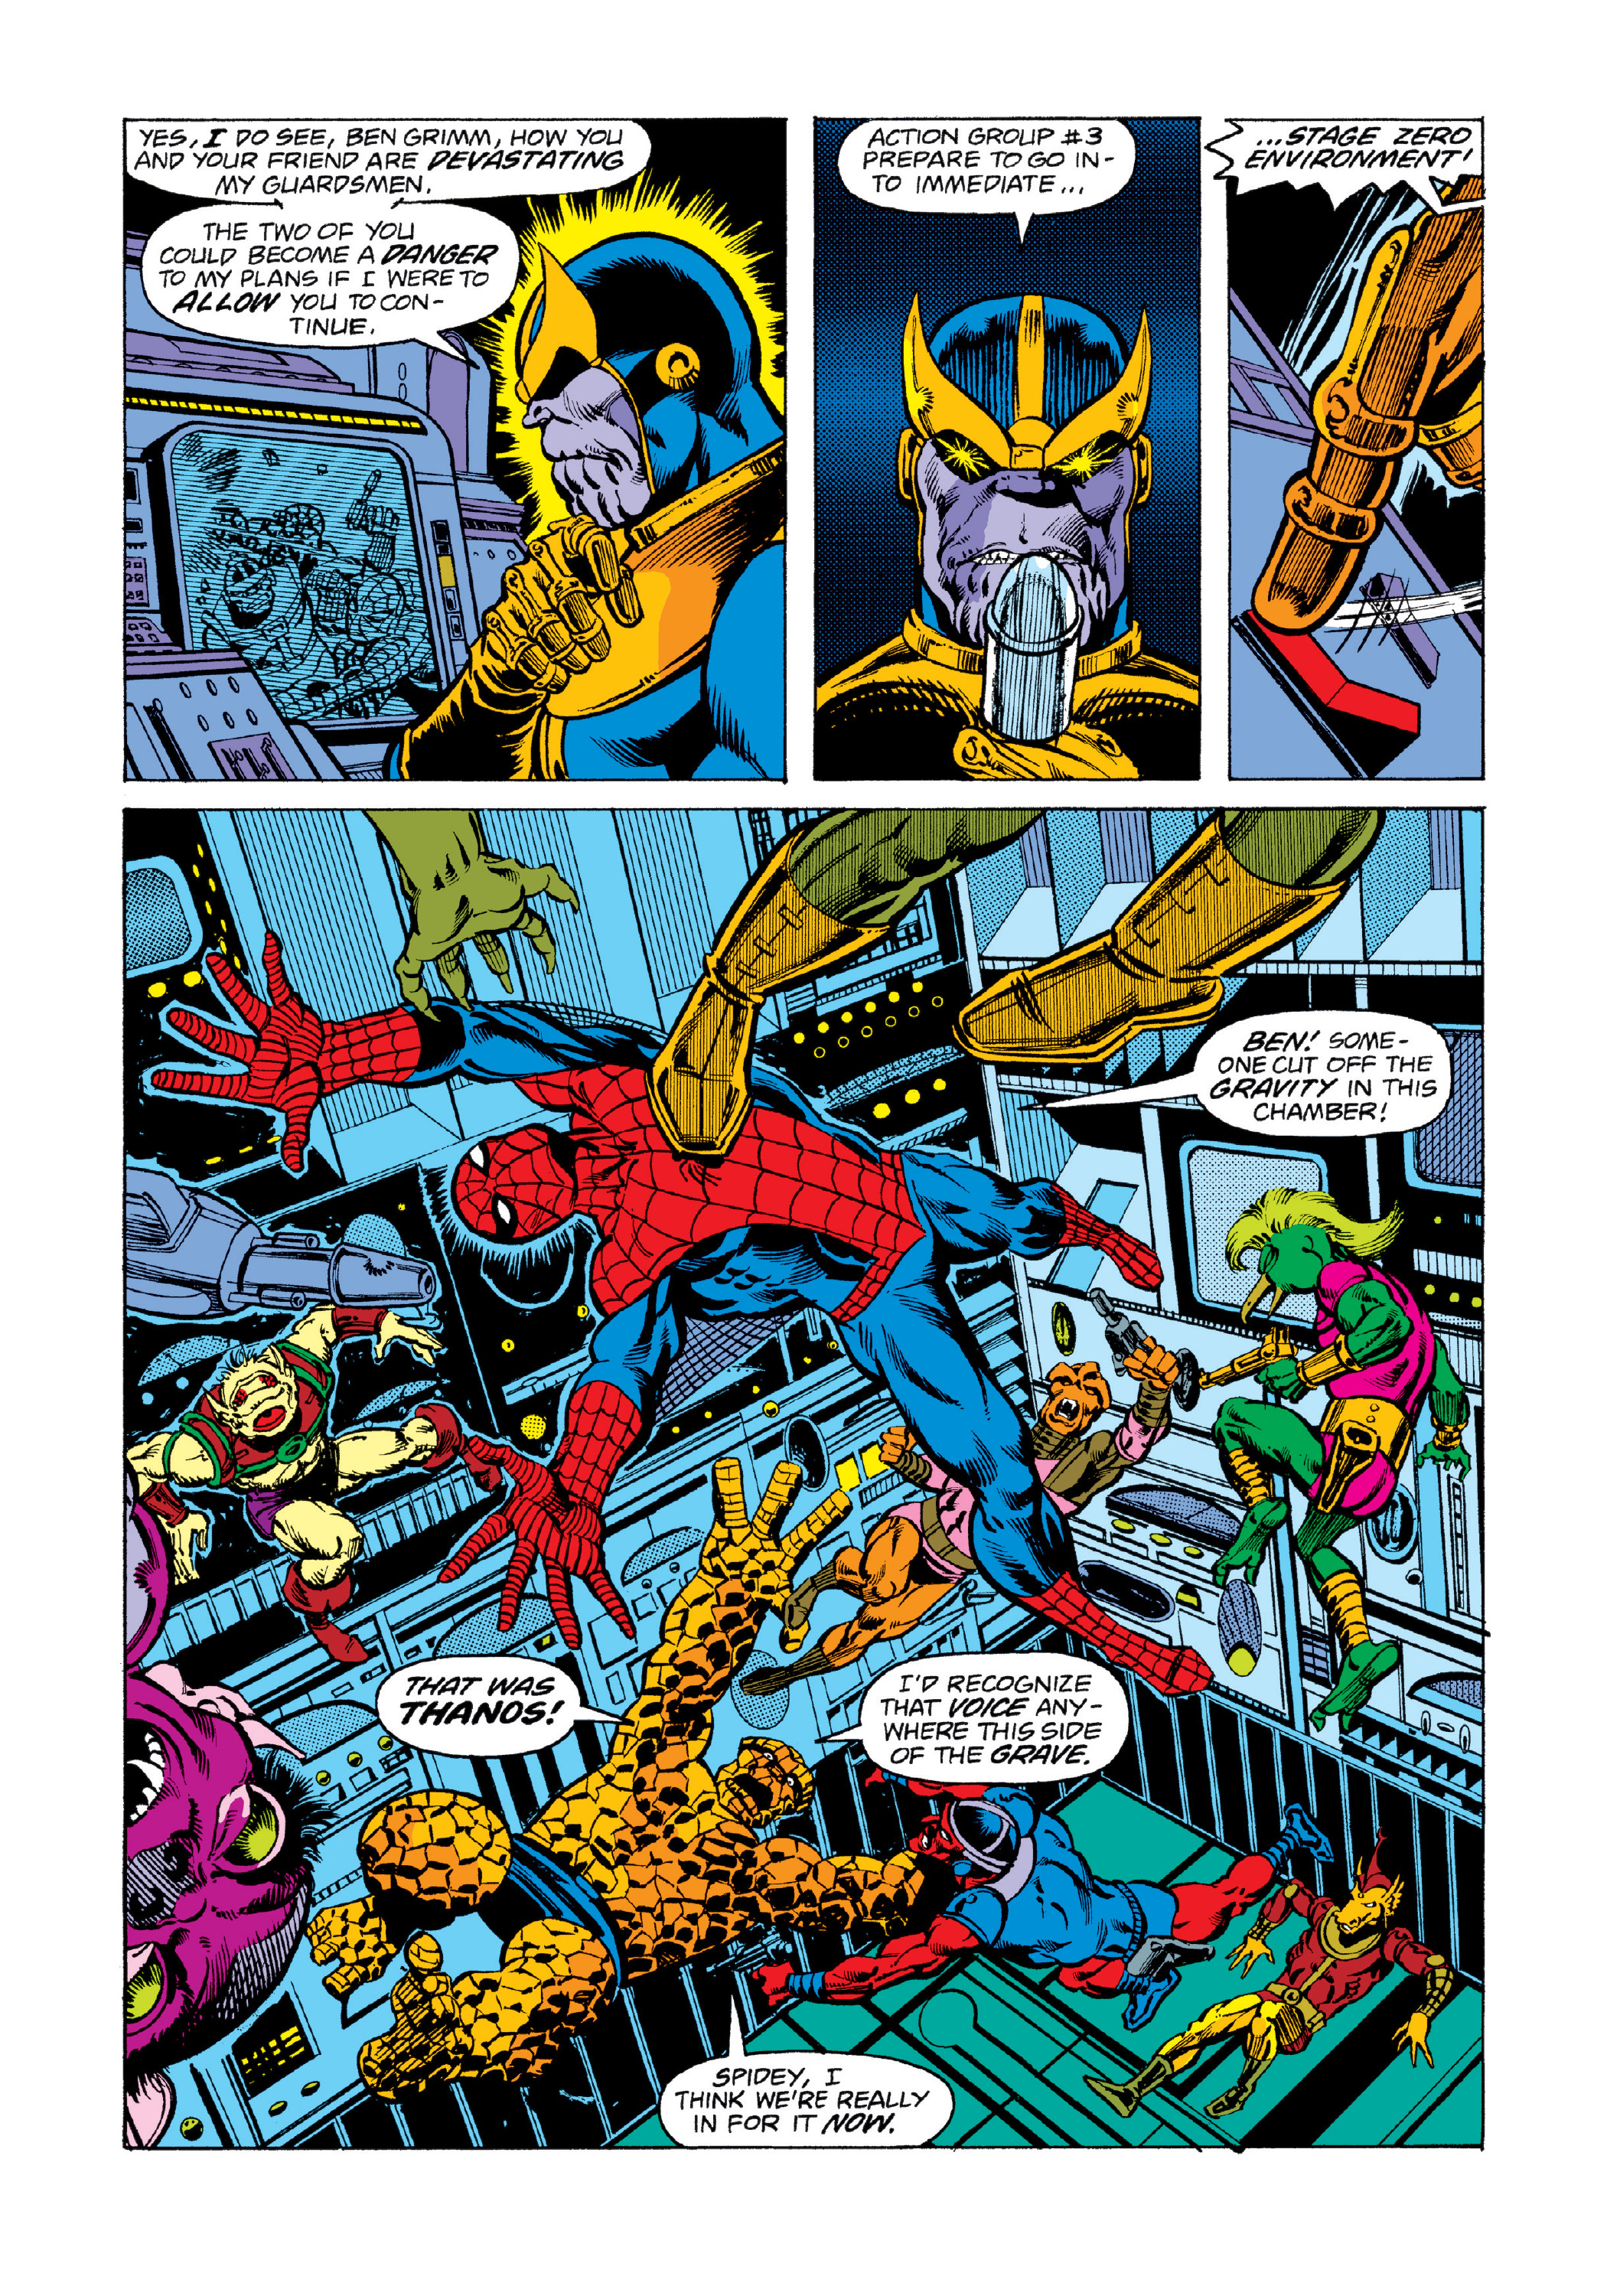 YES, I DO SEE, BEN GRIMM, HOW YOU
AND YOUR FRIEND ARE DEVASTATING
MY GUARDSMEN.
THE TWO OF YOU
COULD BECOME A DANGER
TO MY PLANS IF I WERE TO
ALLOW YOU TO CON-
TINUE.
ACTION GROUP #3
PREPARE TO GO IN-
TO IMMEDIATE...
...STAGE ZERO
ENVIRONMENT!
BEN! SOME-
ONE CUT OFF THE
GRAVITY IN THIS
CHAMBER!
THAT WAS
THANOS!
I'D RECOGNIZE
THAT VOICE ANY-
WHERE THIS SIDE
OF THE GRAVE.
SPIDEY, I
THINK WE'RE REALLY
IN FOR IT NOW.